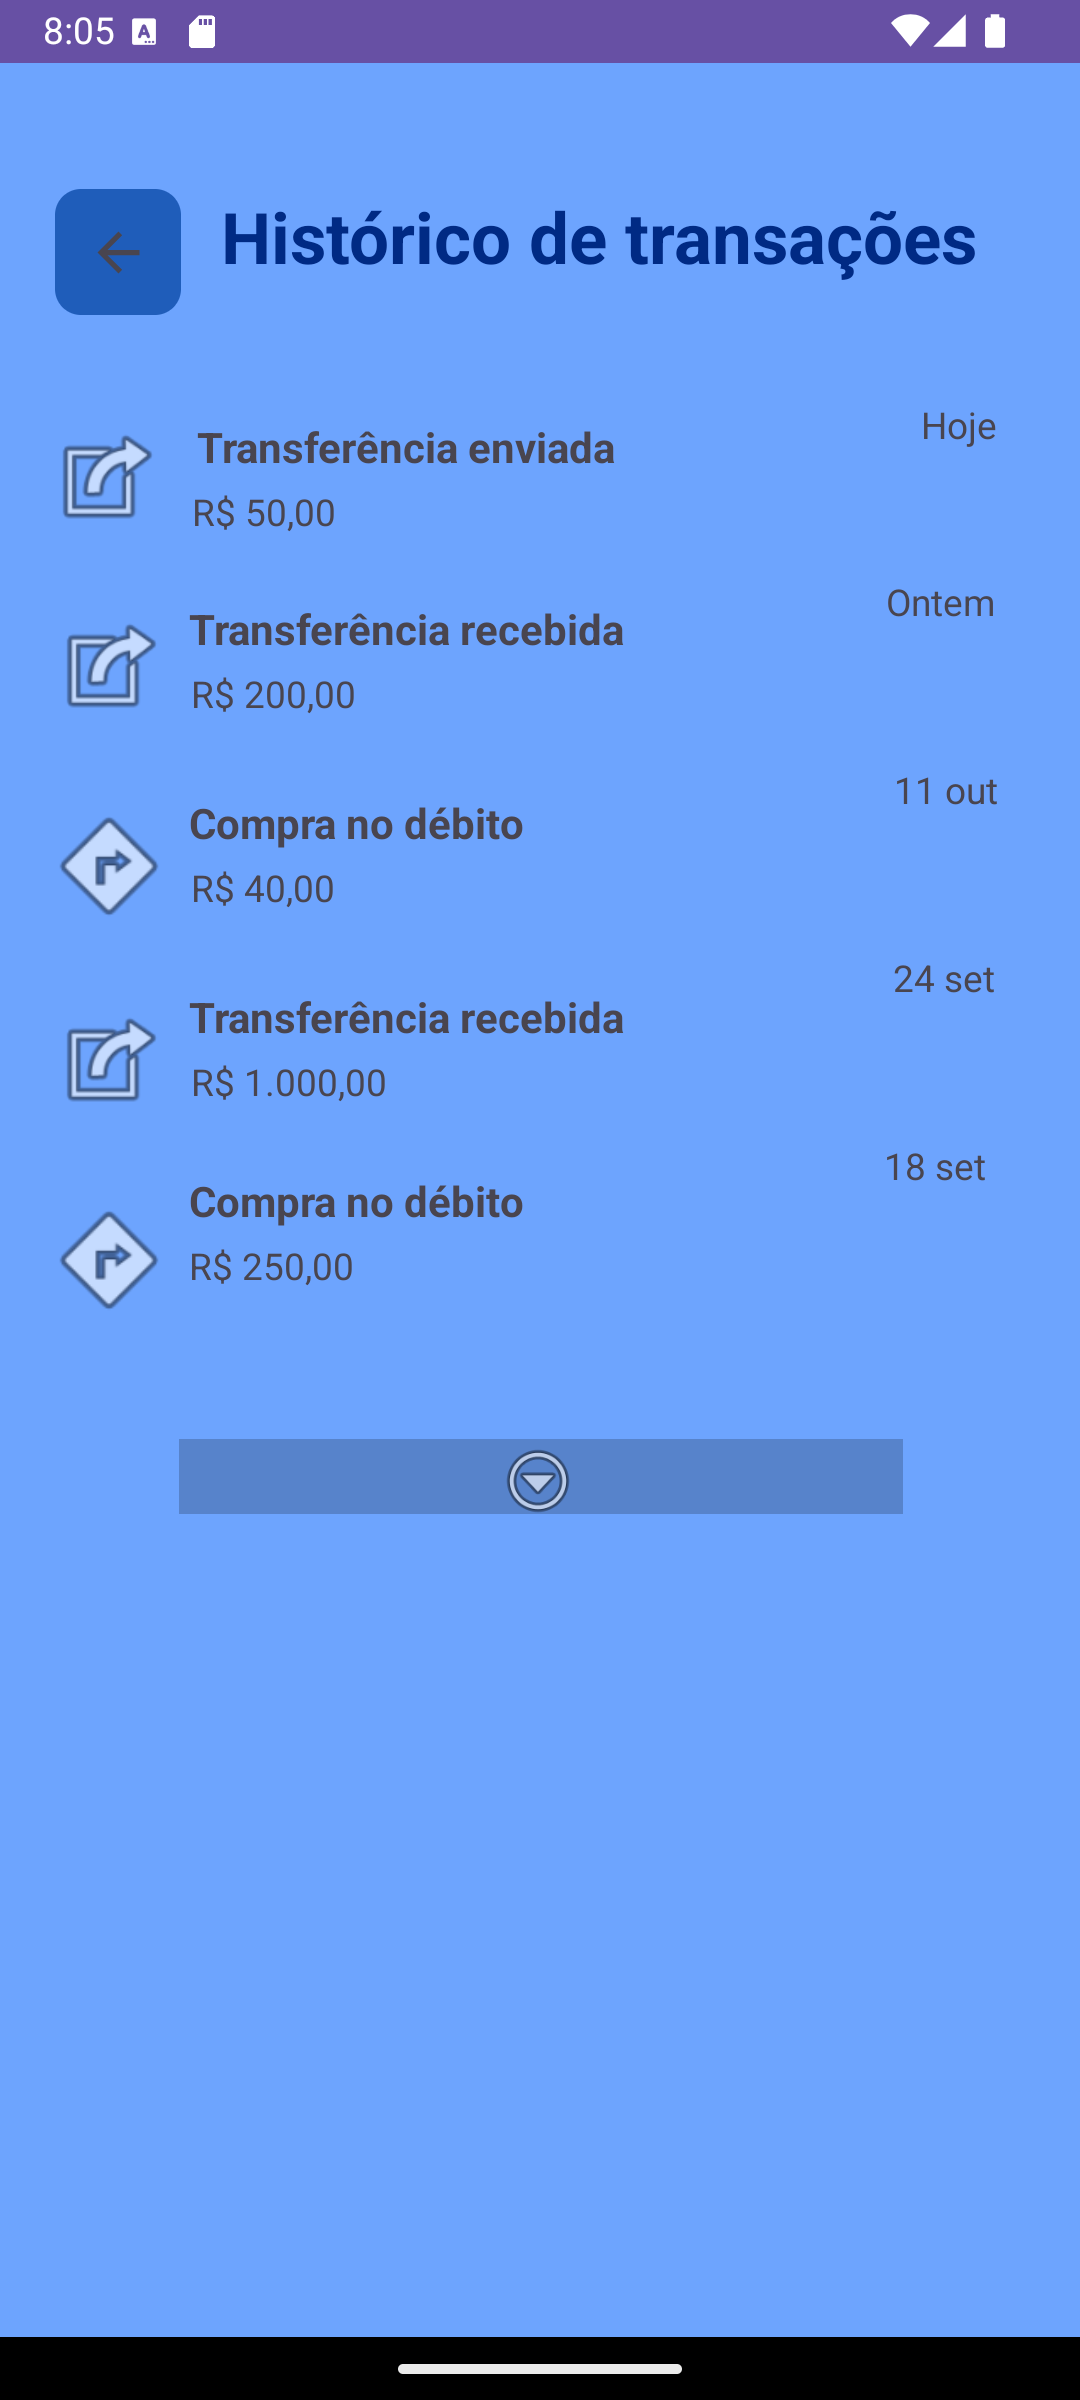 8:05
Histórico de transações
Hoje
Transferência enviada
R$ 50,00
Ontem
Transferência recebida
R$ 200,00
11 out
Compra no débito
R$ 40,00
24 set
Transferência recebida
R$ 1.000,00
18 set
Compra no débito
R$ 250,00